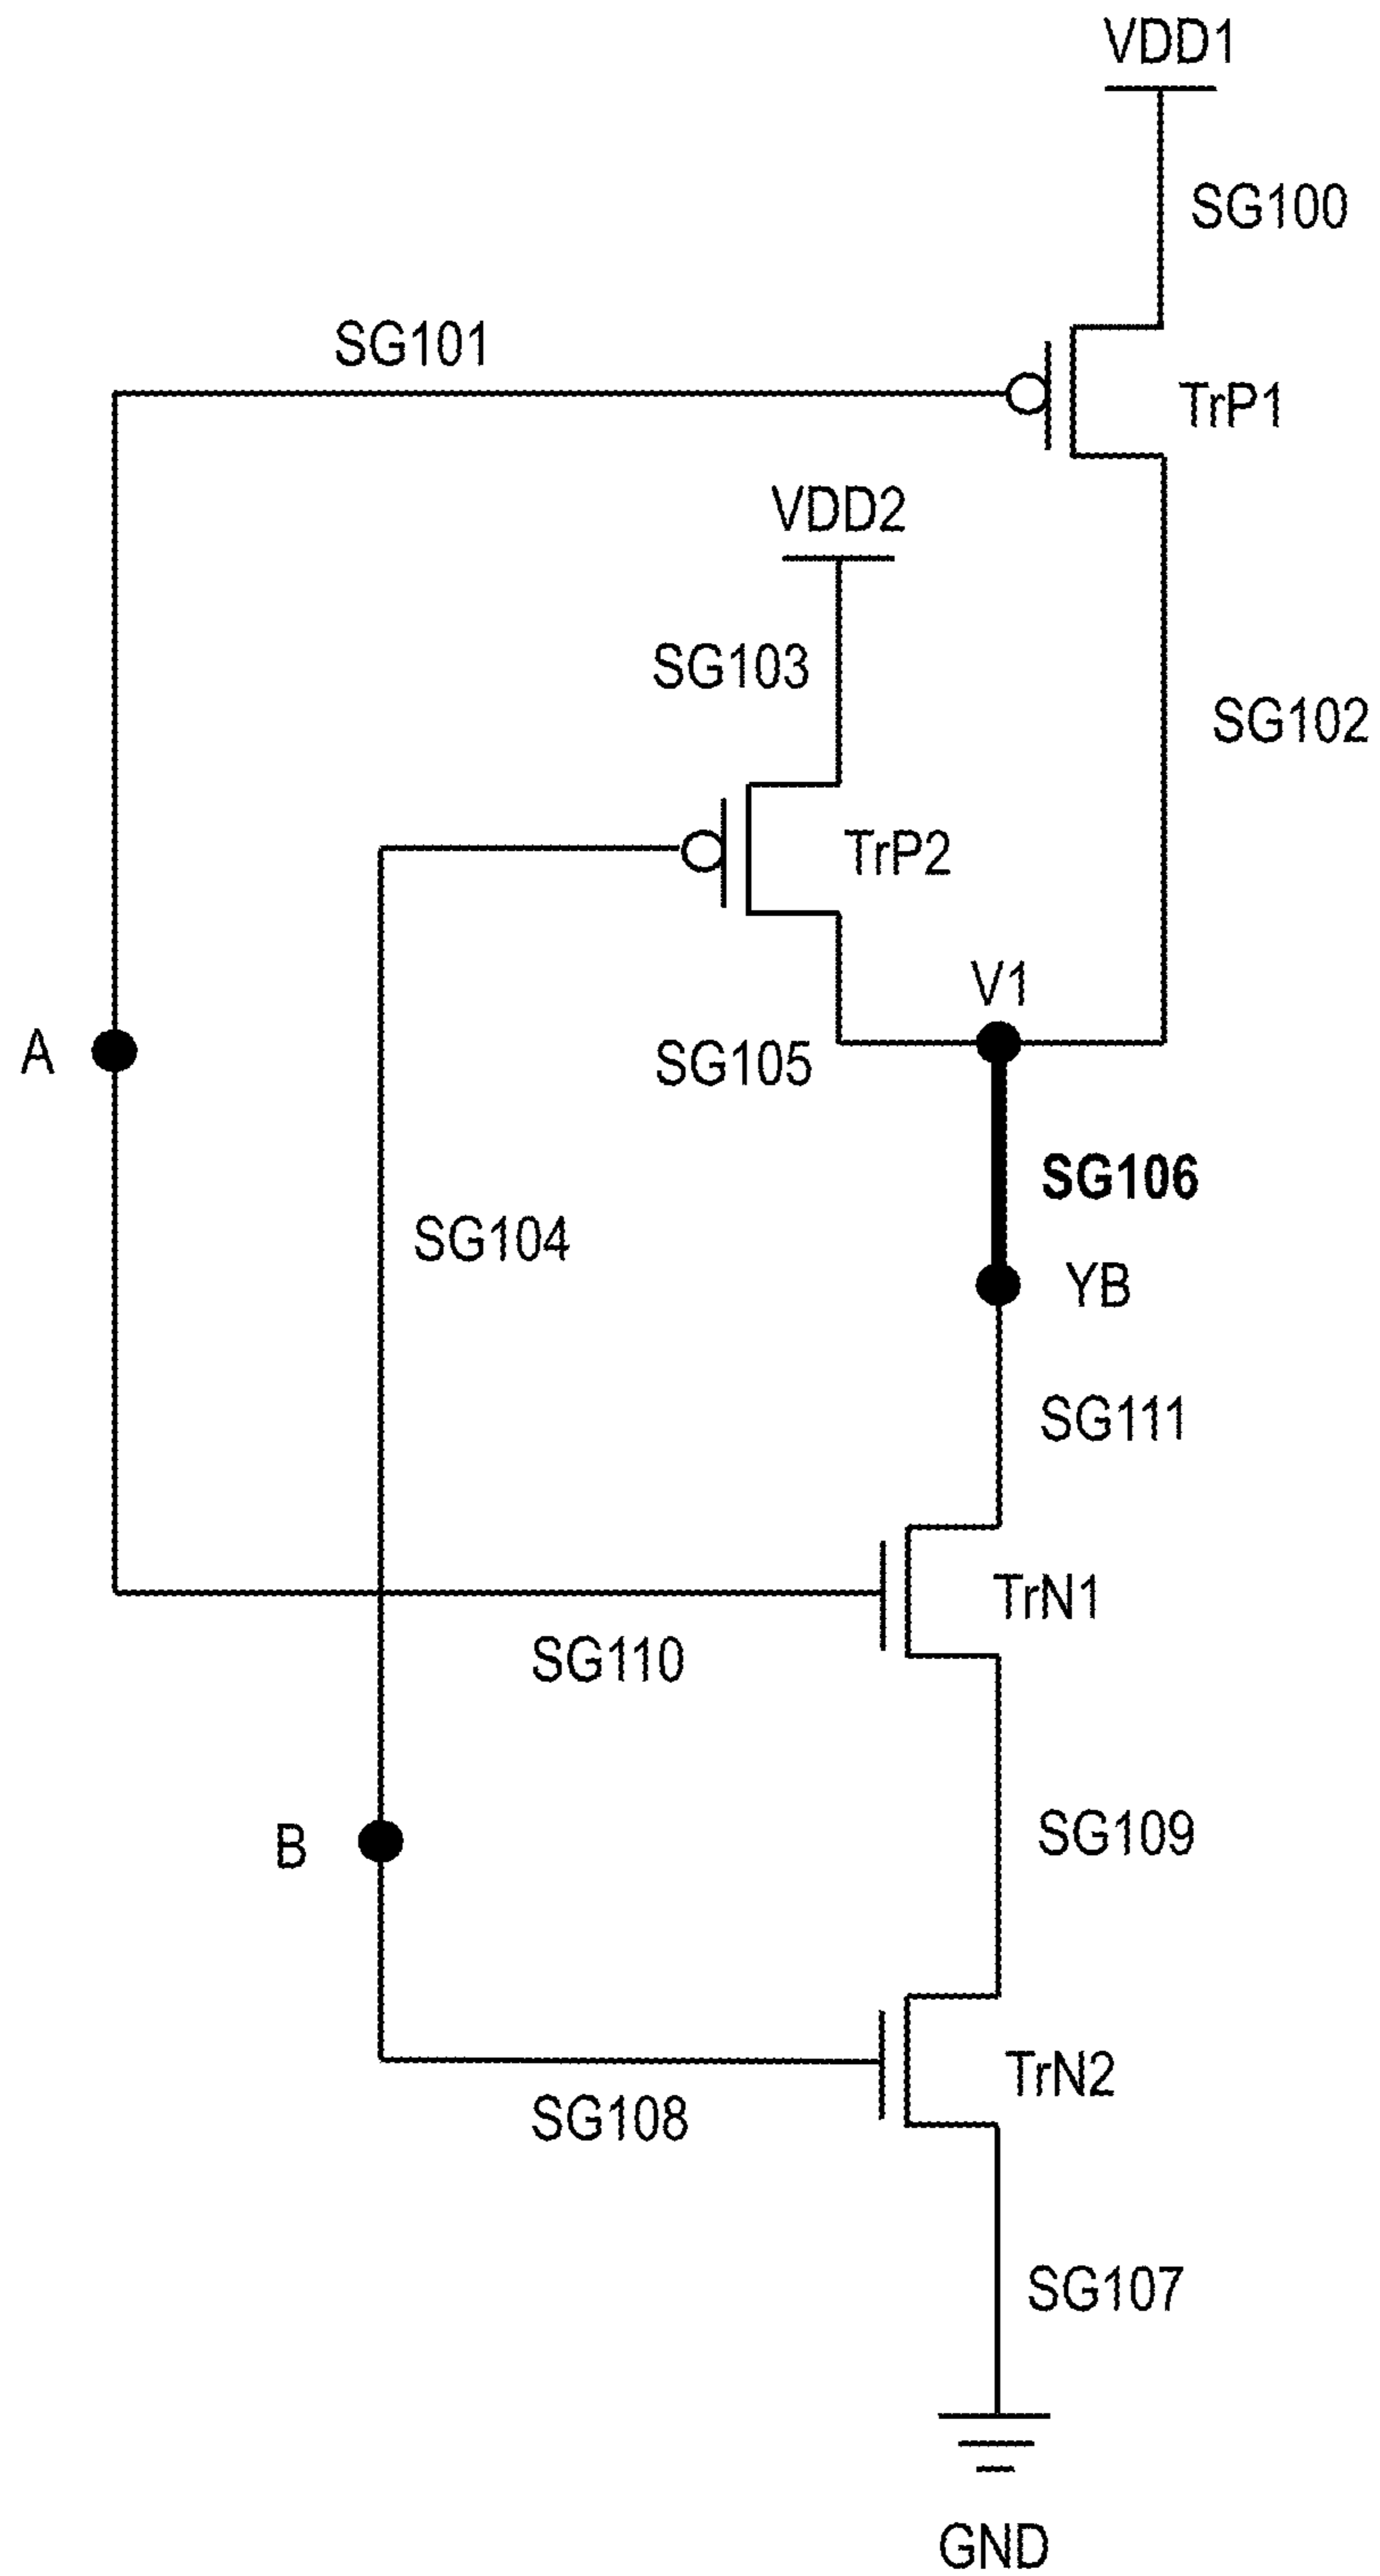 VDD1
SG100
SG101
TrP1
VDD2
SG103
SG102
TrP2
V1
A
SG105
SG106
SG104
YB
SG111
TrN1
SG110
B
SG109
TrN2
SG108
SG107
GND